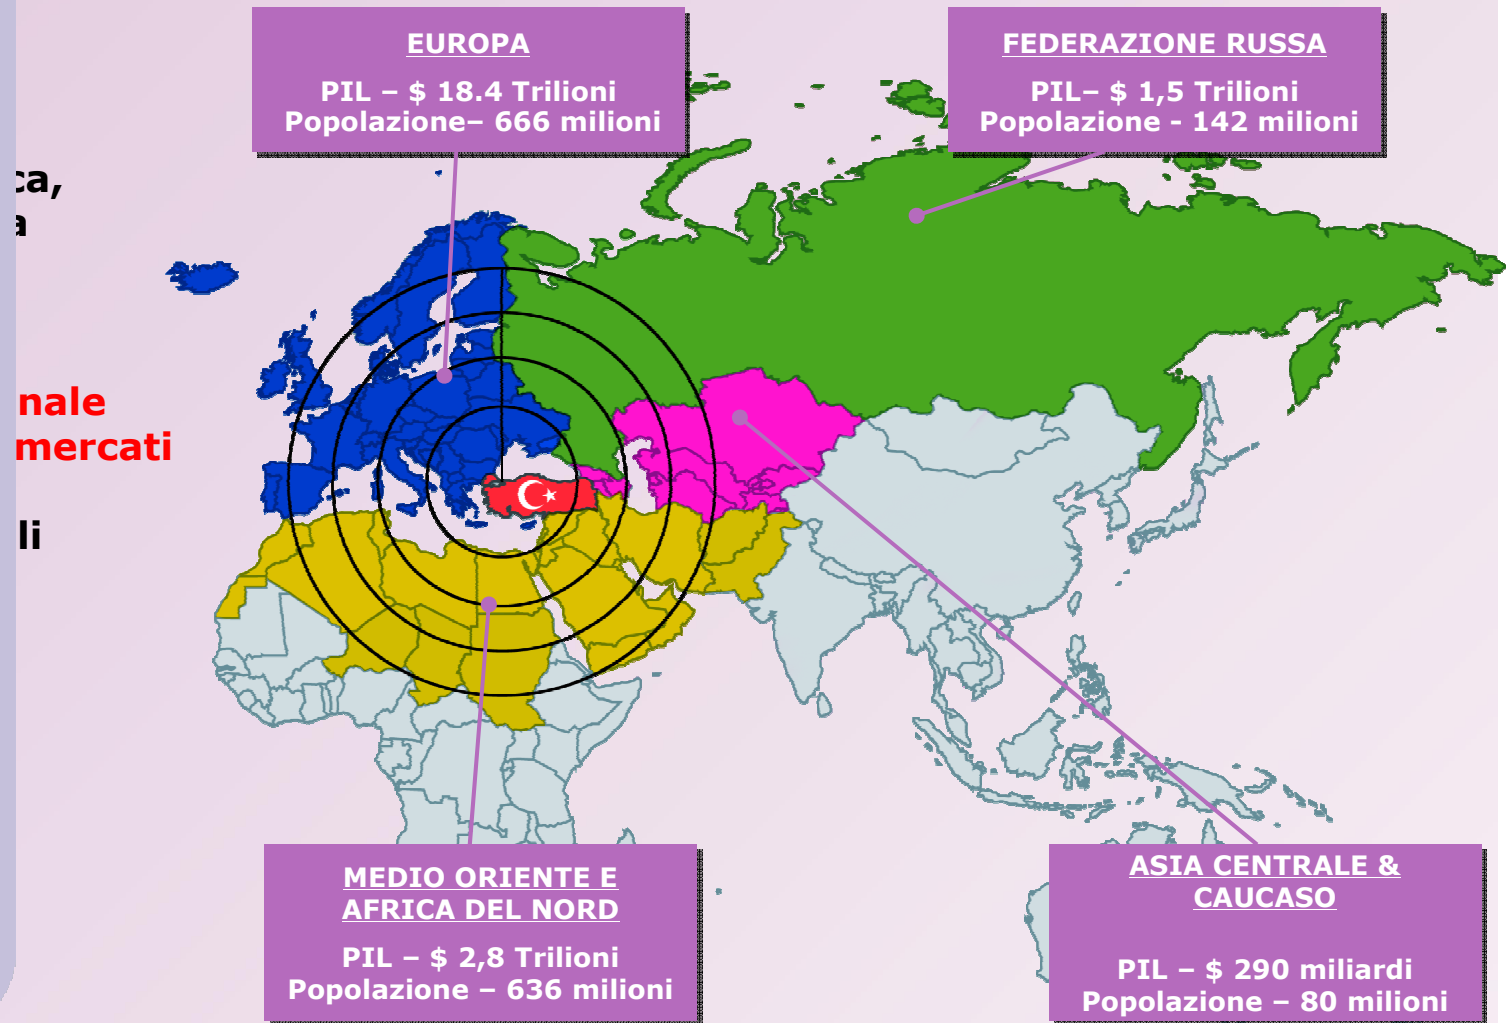 EUROPA
PIL – $ 18.4 Trilioni
Popolazione– 666 milioni
FEDERAZIONE RUSSA
PIL– $ 1,5 Trilioni
Popolazione - 142 milioni
ca,
a
nale
mercati
li
MEDIO ORIENTE E
AFRICA DEL NORD
PIL – $ 2,8 Trilioni
Popolazione – 636 milioni
ASIA CENTRALE &
CAUCASO
PIL – $ 290 miliardi
Popolazione – 80 milioni